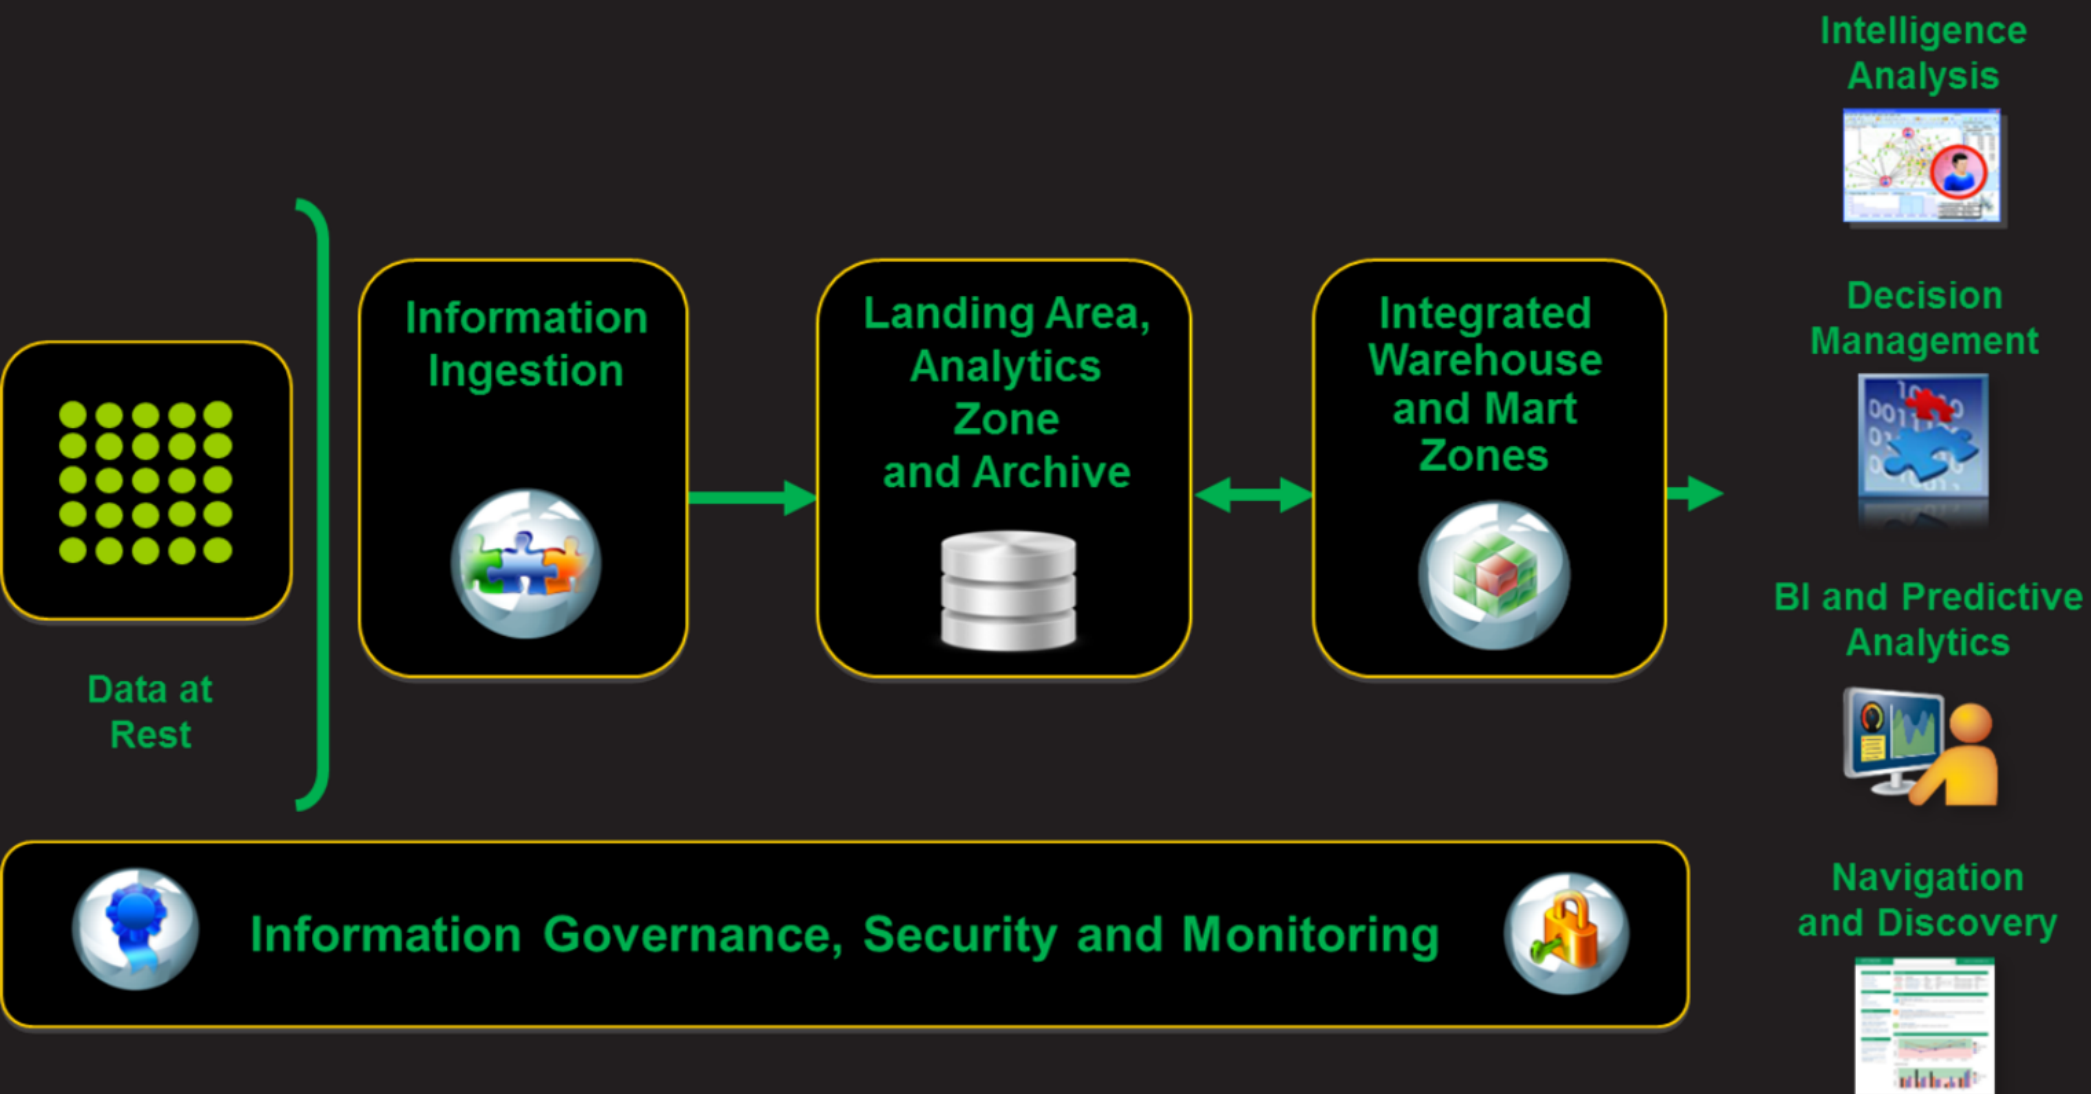 Data at
Rest
Information
Ingestion
Landing Area,
Analytics
Zone
and Archive
Integrated
Warehouse
and Mart
Zones
Intelligence
Analysis
Decision
Management
BI and Predictive
Analytics
Navigation
and Discovery
Information Governance, Security and Monitoring